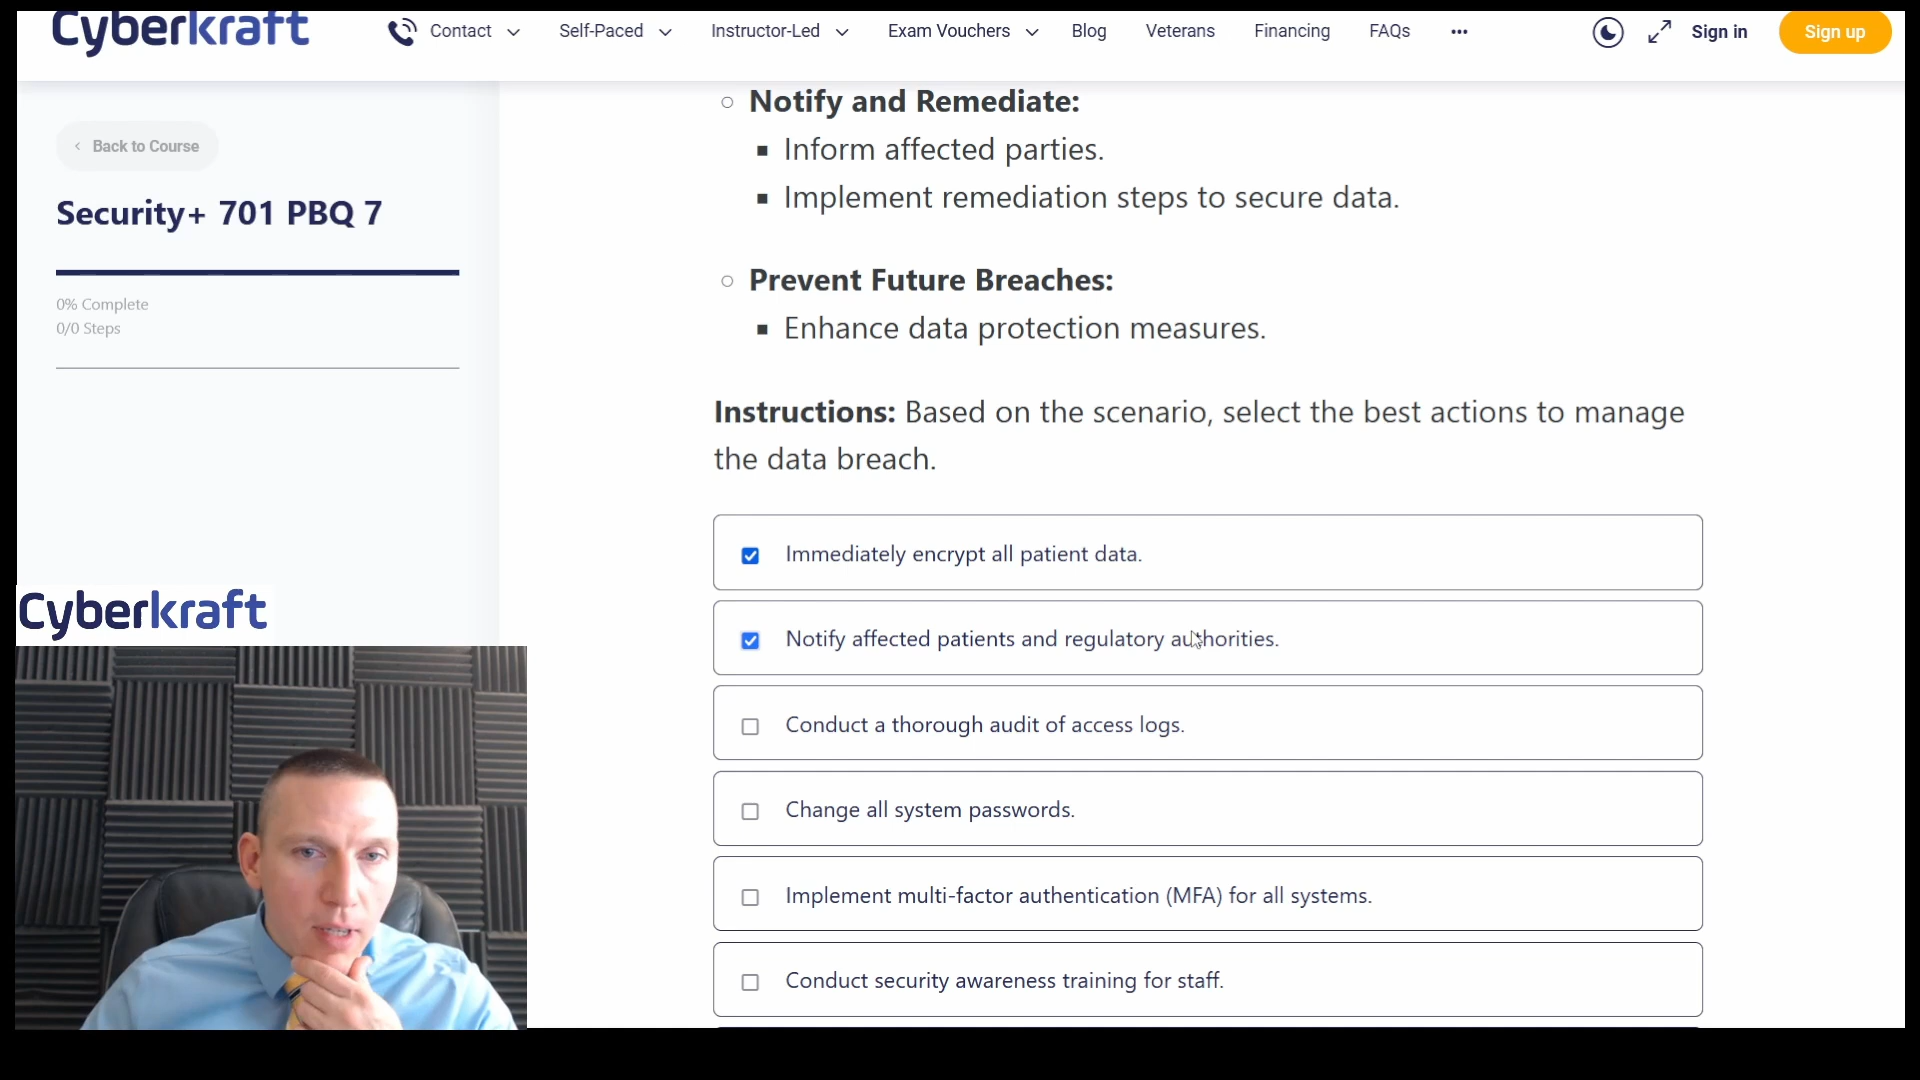 Cyberkraft
Contact
Self-Paced
Instructor-Led
Exam Vouchers
Blog
Veterans
Financing
FAQs
Sign in
Sign up
Back to Course
Security+ 701 PBQ 7
0% Complete
0/0 Steps
Notify and Remediate:
Inform affected parties.
Implement remediation steps to secure data.
Prevent Future Breaches:
Enhance data protection measures.
Instructions: Based on the scenario, select the best actions to manage
the data breach.
Immediately encrypt all patient data.
Notify affected patients and regulatory authorities.
Conduct a thorough audit of access logs.
Change all system passwords.
Implement multi-factor authentication (MFA) for all systems.
Conduct security awareness training for staff.
Cyberkraft